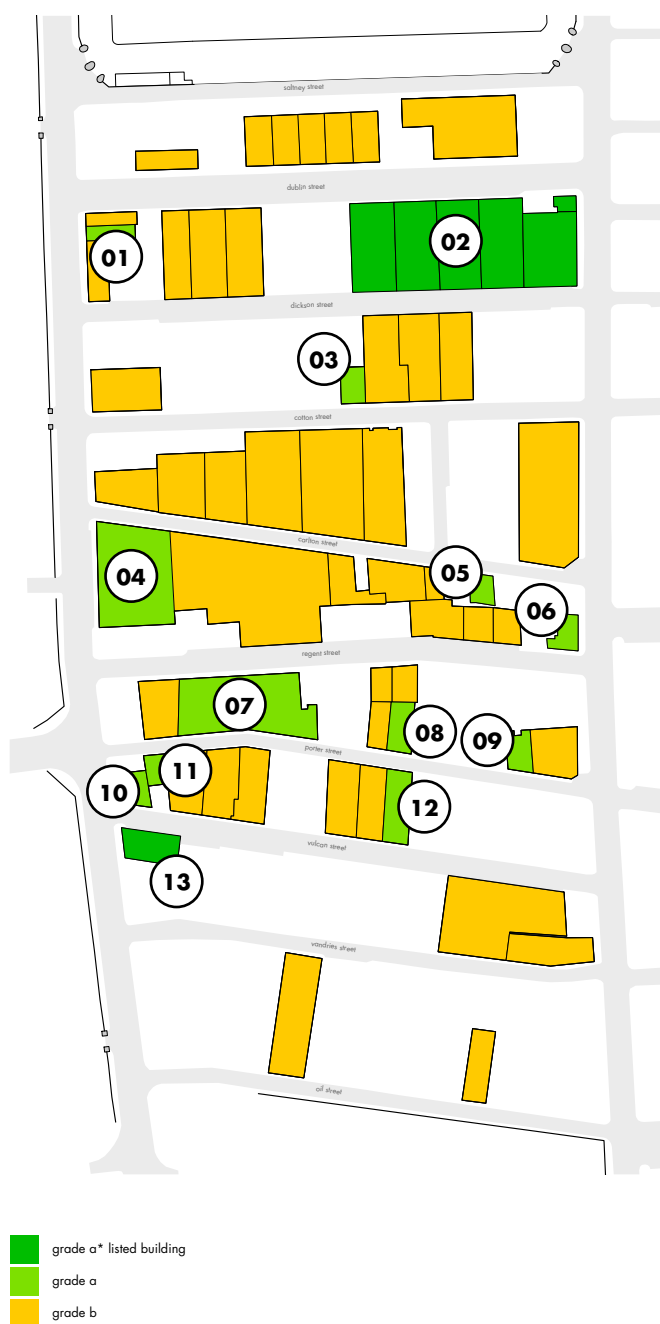 saltney street
dublin street
01
02
dickson street
03
cotton street
carlton street
04
05
06
regent street
07
08
09
porter street
11
10
12
vulcan street
13
vandries street
oil street
grade a* listed building
grade a
grade b